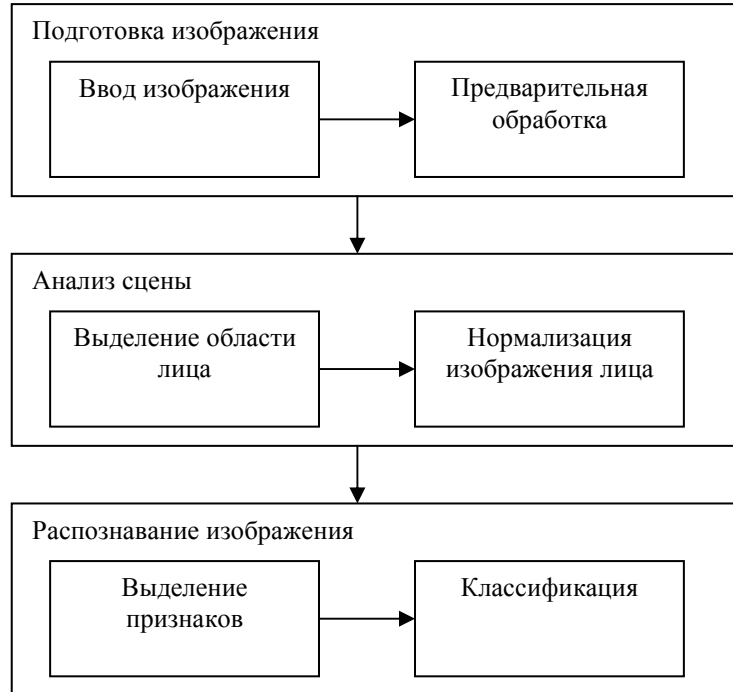 Подготовка изображения
Ввод изображения
Предварительная
обработка
Анализ сцены
Выделение области
лица
Нормализация
изображения лица
Распознавание изображения
Выделение
признаков
Классификация